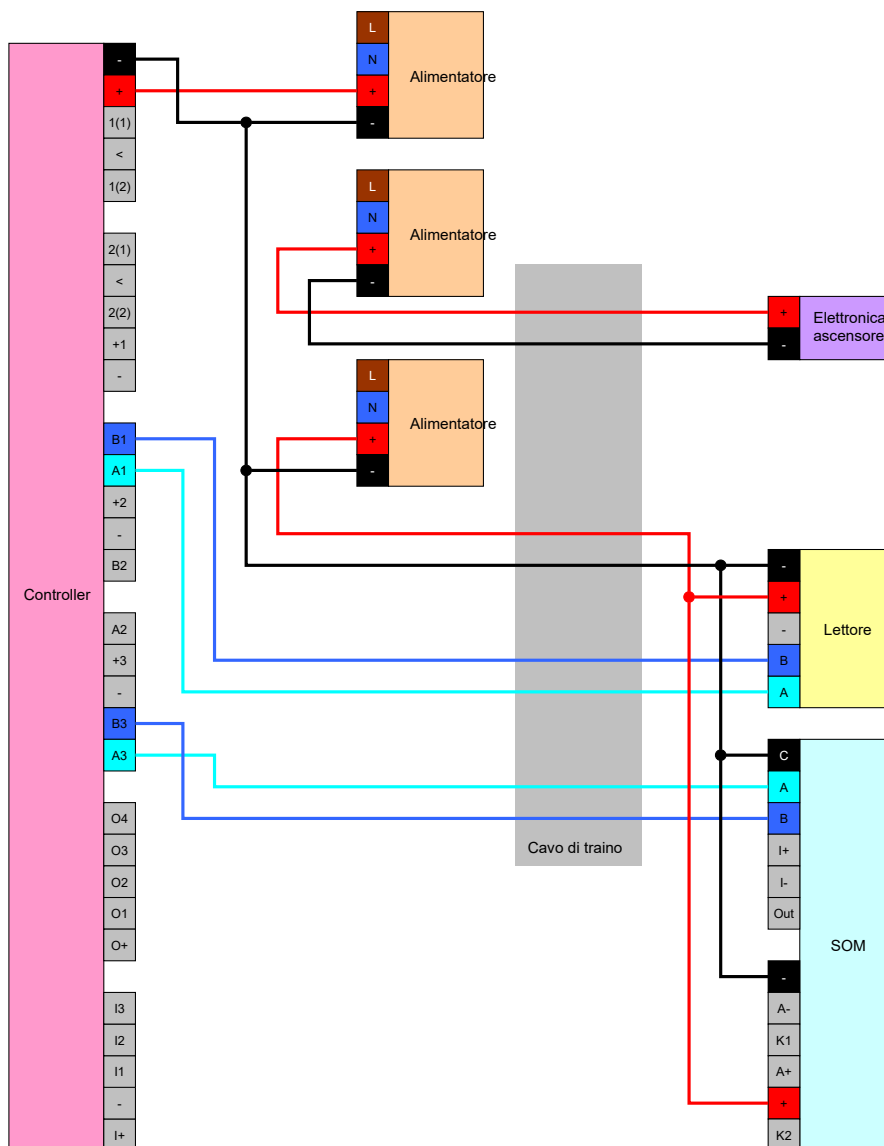 L
N
+
-
Alimentatore
-
+
1(1)
<
1(2)
L
N
+
-
Alimentatore
2(1)
<
2(2)
+1
-
+
-
Elettronica
ascensore
L
N
+
-
Alimentatore
B1
A1
+2
-
B2
Controller
A2
+3
-
B3
A3
-
+
-
B
A
Lettore
C
A
B
I+
I-
Out
SOM
-
A-
K1
A+
+
K2
O4
O3
O2
O1
O+
Cavo di traino
I3
I2
I1
-
I+